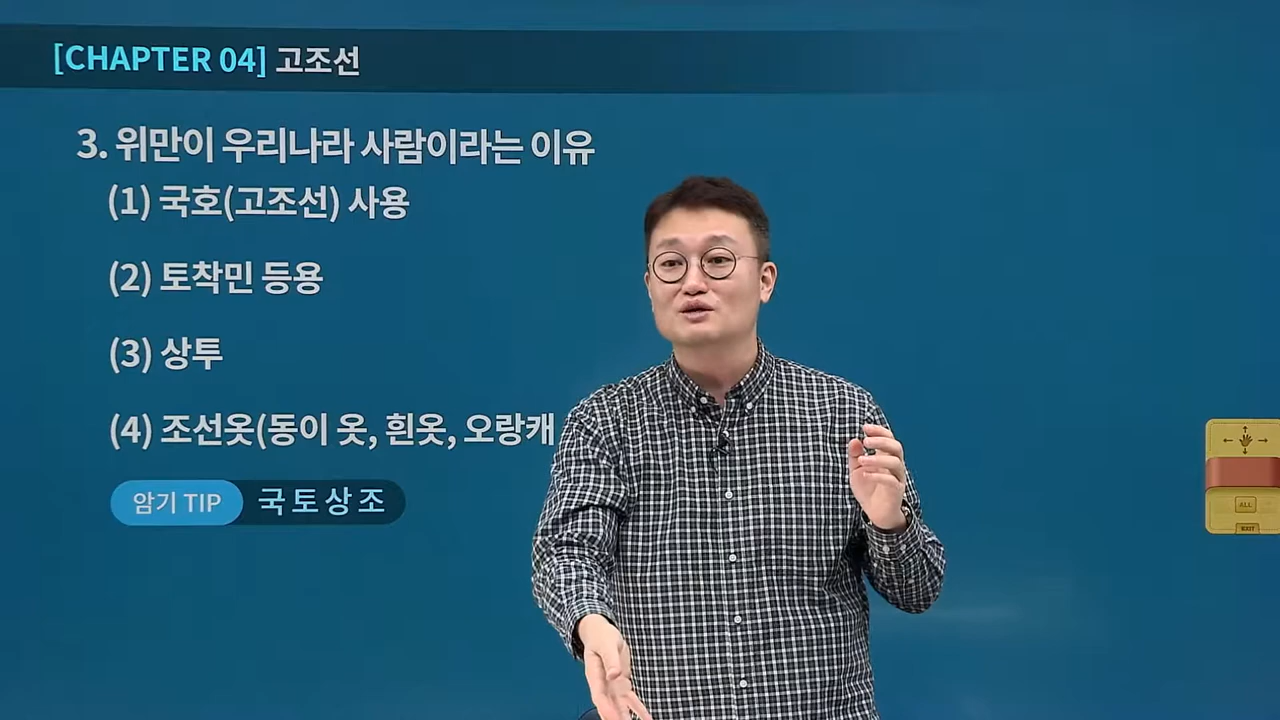 [CHAPTER 04] 고조선
3. 위만이 우리나라 사람이라는 이유
(1) 국호(고조선) 사용
(2) 토착민 등용
(3) 상투
(4) 조선옷(동이 옷, 흰옷, 오랑캐
암기 TIP 국토상조
ALL
EXIT